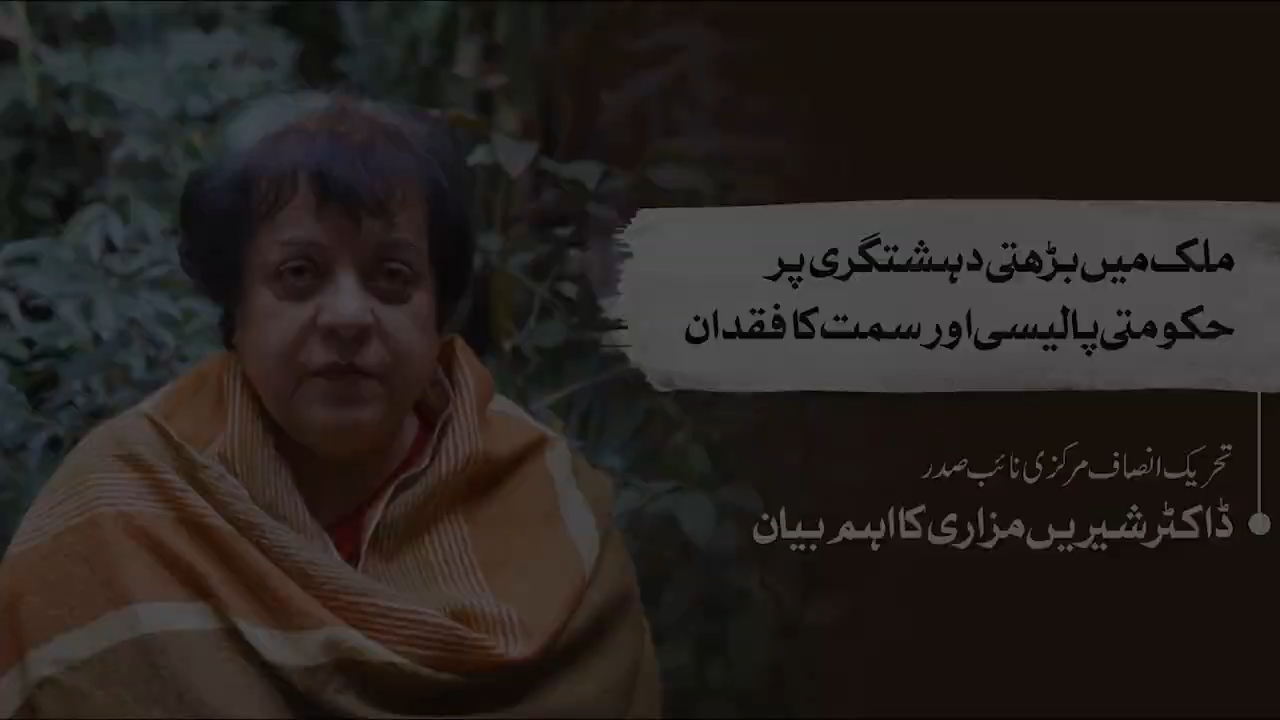 ملک میں بڑھتی دہشتگری پر
حکومتی پالیسی اور سمت کا فقدان
تحریک انصاف مرکزی نائب صدر
ڈاکٹر شیریں مزاری کا اہم بیان